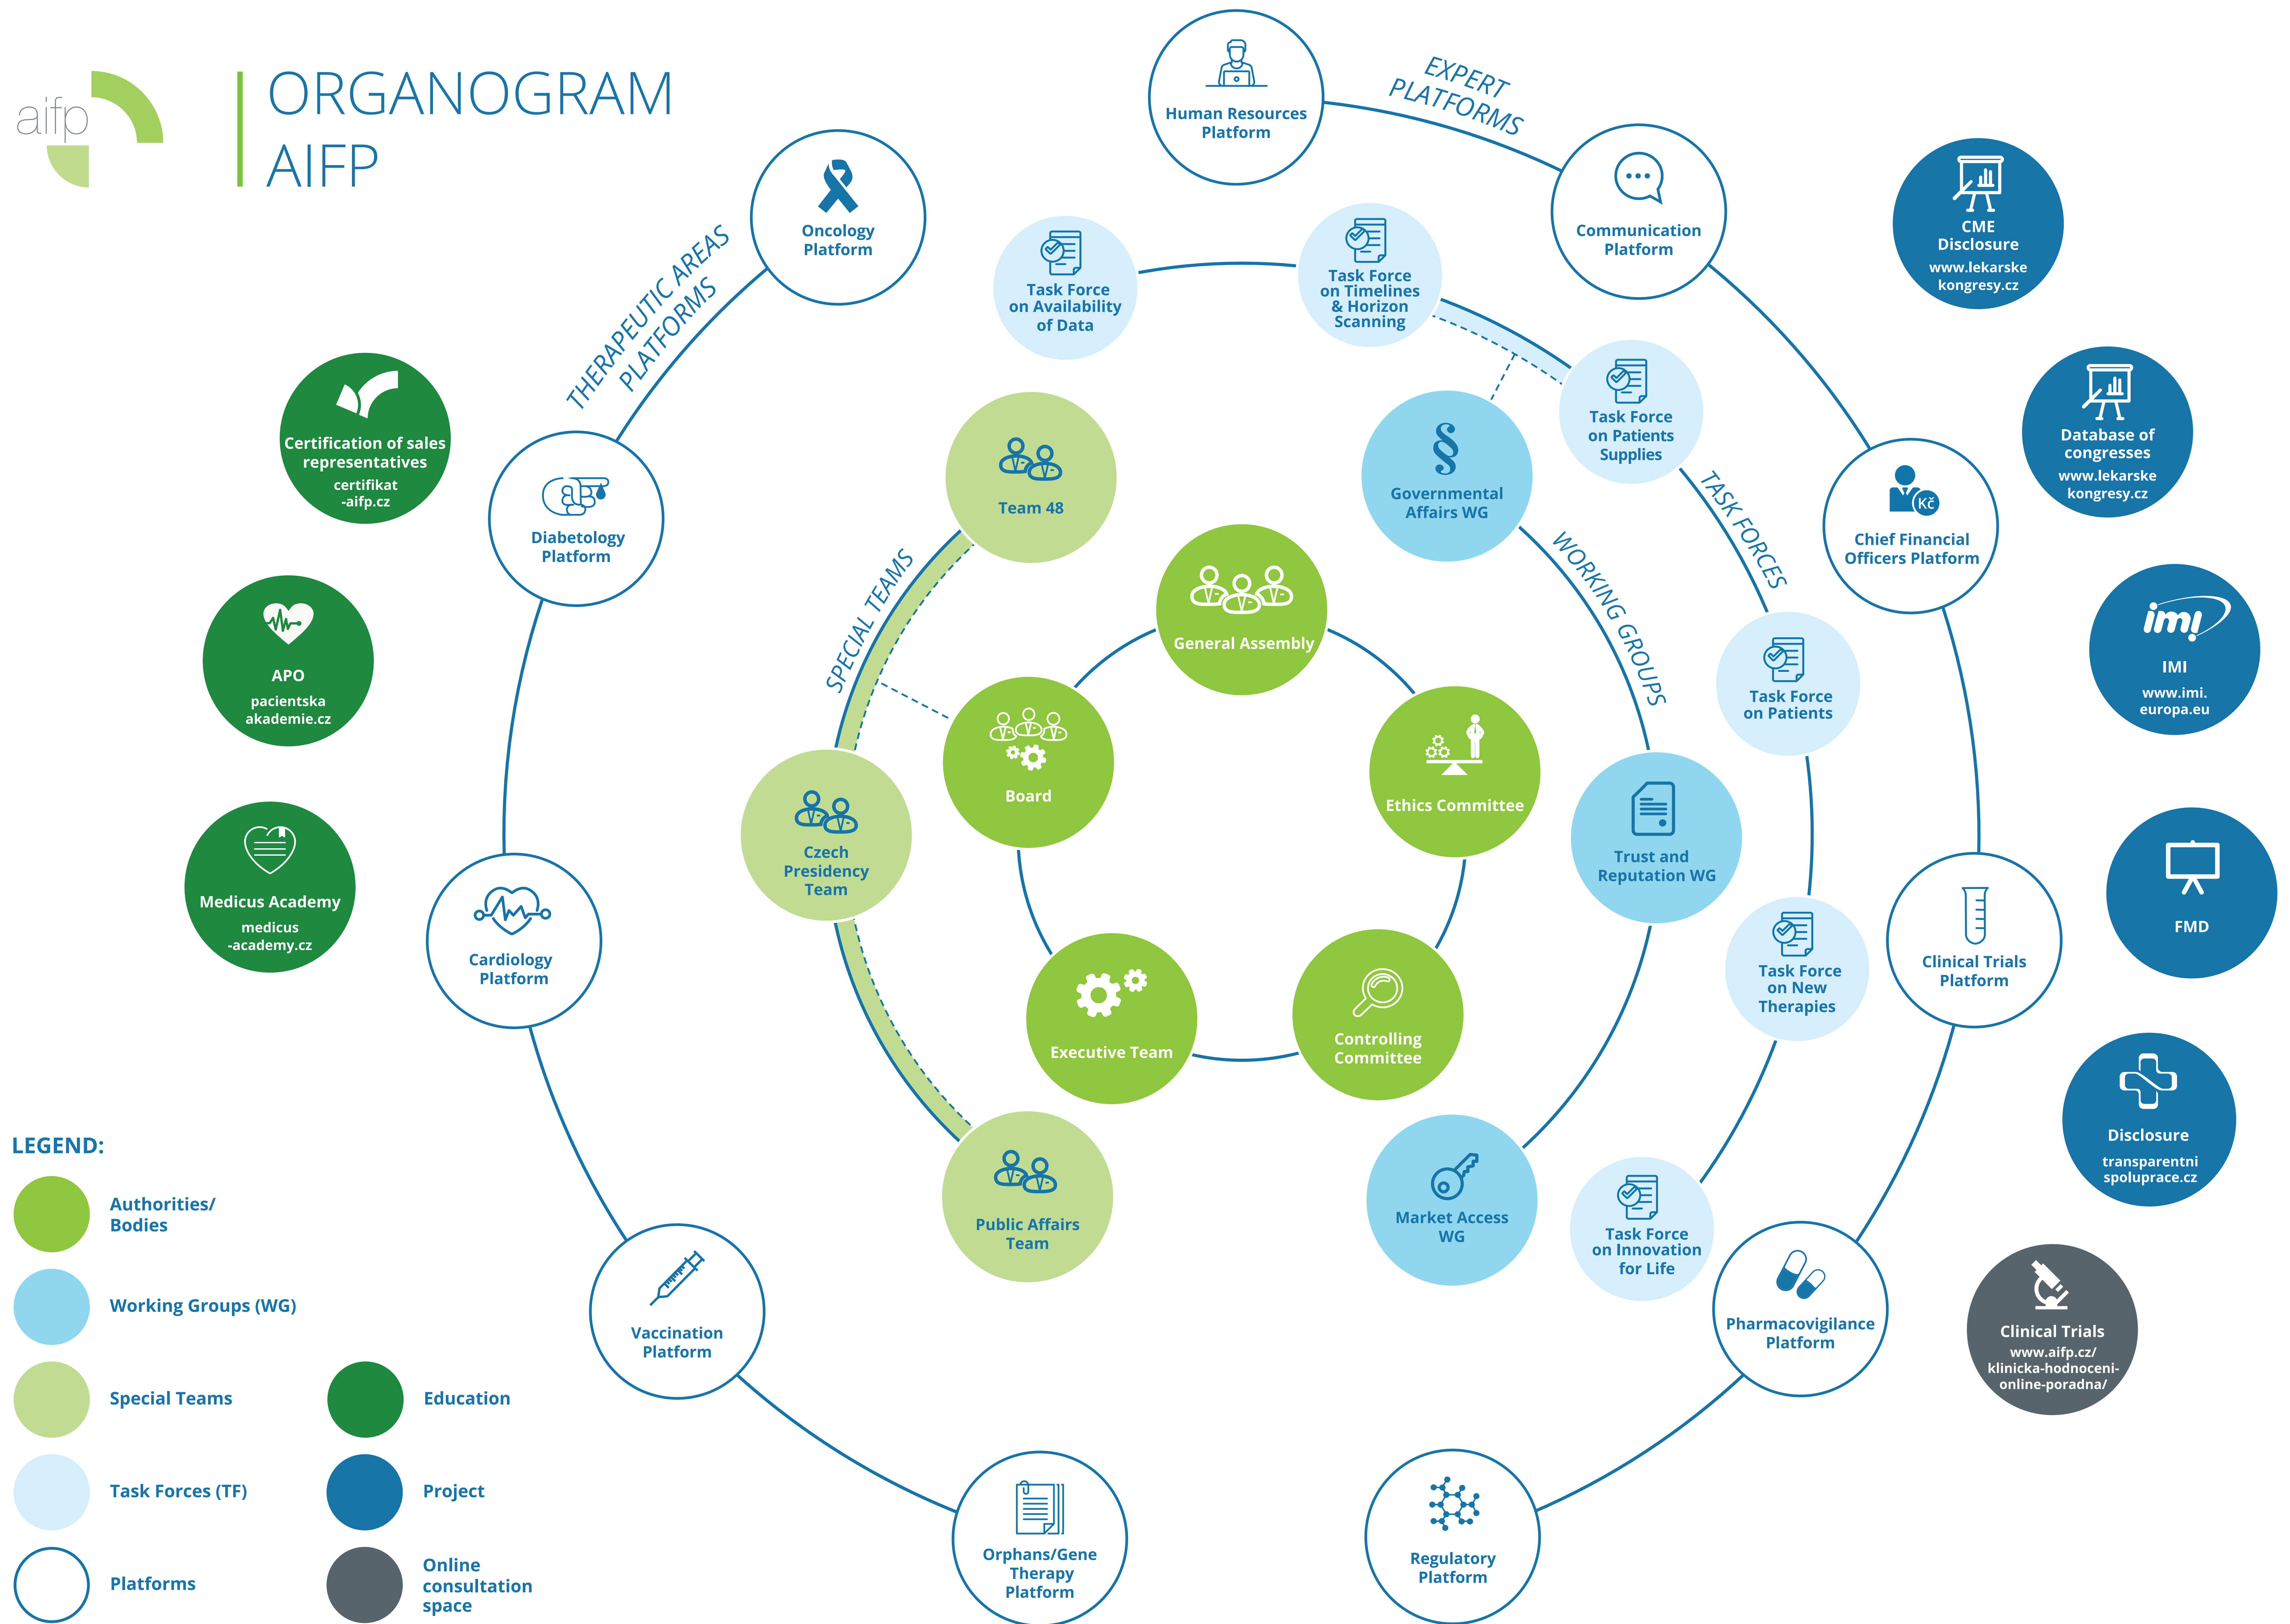 aifp
ORGANOGRAM
AIFP
Human Resources
Platform
EXPERT
PLATFORMS
Communication
Platform
Chief Financial
Officers Platform
Kč
Clinical Trials
Platform
Pharmacovigilance
Platform
Regulatory
Platform
THERAPEUTIC AREAS
PLATFORMS
Oncology
Platform
Diabetology
Platform
Cardiology
Platform
Vaccination
Platform
Orphans/Gene
Therapy
Platform
Task Force
on Availability
of Data
Task Force
on Timelines
& Horizon
Scanning
Task Force
on Patients
Supplies
TASK FORCES
Task Force
on Patients
Task Force
on New
Therapies
Task Force
on Innovation
for Life
SPECIAL TEAMS
Team 48
Czech
Presidency
Team
Public Affairs
Team
WORKING GROUPS
§
Governmental
Affairs WG
Trust and
Reputation WG
Market Access
WG
General Assembly
Board
Ethics Committee
Executive Team
Controlling
Committee
Certification of sales
representatives
certifikat
-aifp.cz
APO
pacientska
akademie.cz
Medicus Academy
medicus
-academy.cz
CME
Disclosure
www.lekarske
kongresy.cz
Database of
congresses
www.lekarske
kongresy.cz
imi
IMI
www.imi.
europa.eu
FMD
Disclosure
transparentni
spoluprace.cz
Clinical Trials
www.aifp.cz/
klinicka-hodnoceni-
online-poradna/
LEGEND:
Authorities/
Bodies
Working Groups (WG)
Special Teams
Task Forces (TF)
Platforms
Education
Project
Online
consultation
space